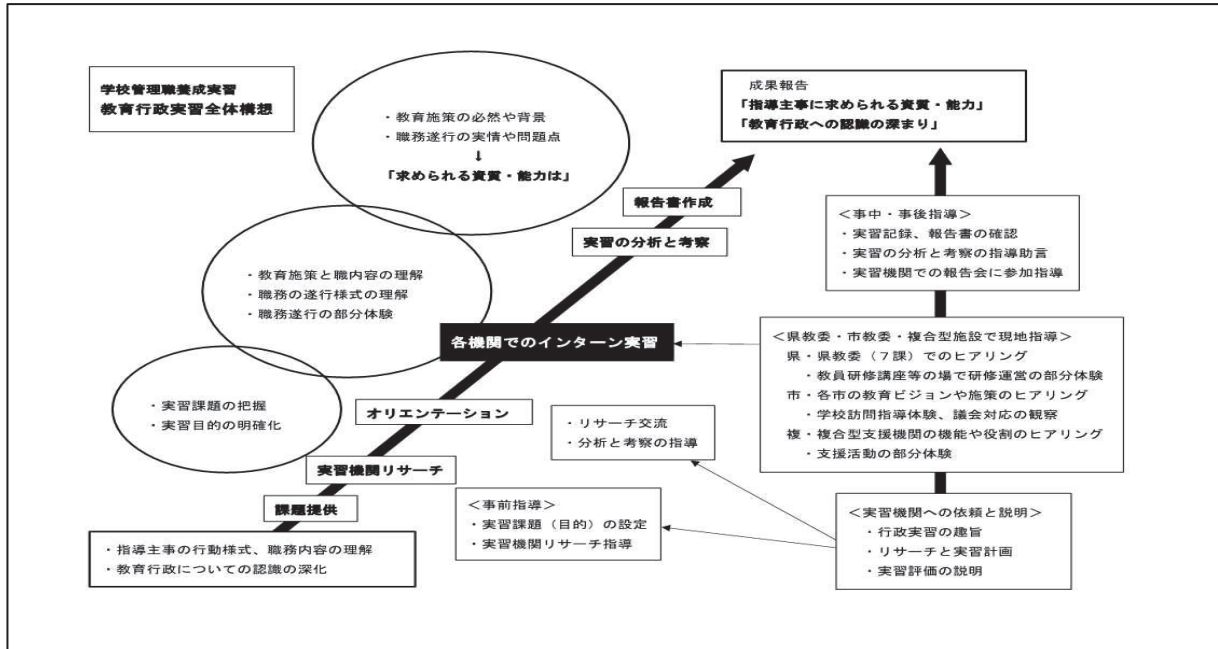 学校管理職養成実習
教育行政実習全体構想
・教育施策の必然や背景
・職務遂行の実情や問題点
↓
「求められる資質・能力は」
成果報告
「指導主事に求められる資質・能力」
「教育行政への認識の深まり」
報告書作成
実習の分析と考察
＜事中・事後指導＞
・実習記録、報告書の確認
・実習の分析と考察の指導助言
・実習機関での報告会に参加指導
・教育施策と職内容の理解
・職務の遂行様式の理解
・職務遂行の部分体験
各機関でのインターン実習
＜県教委・市教委・複合型施設で現地指導＞
県・県教委（７課）でのヒアリング
・教員研修講座等の場で研修運営の部分体験
市・各市の教育ビジョンや施策のヒアリング
・学校訪問指導体験、議会対応の観察
複・複合型支援機関の機能や役割のヒアリング
・支援活動の部分体験
・実習課題の把握
・実習目的の明確化
オリエンテーション
・リサーチ交流
・分析と考察の指導
実習機関リサーチ
課題提供
＜事前指導＞
・実習課題（目的）の設定
・実習機関リサーチ指導
＜実習機関への依頼と説明＞
・行政実習の趣旨
・リサーチと実習計画
・実習評価の説明
・指導主事の行動様式、職務内容の理解
・教育行政についての認識の深化